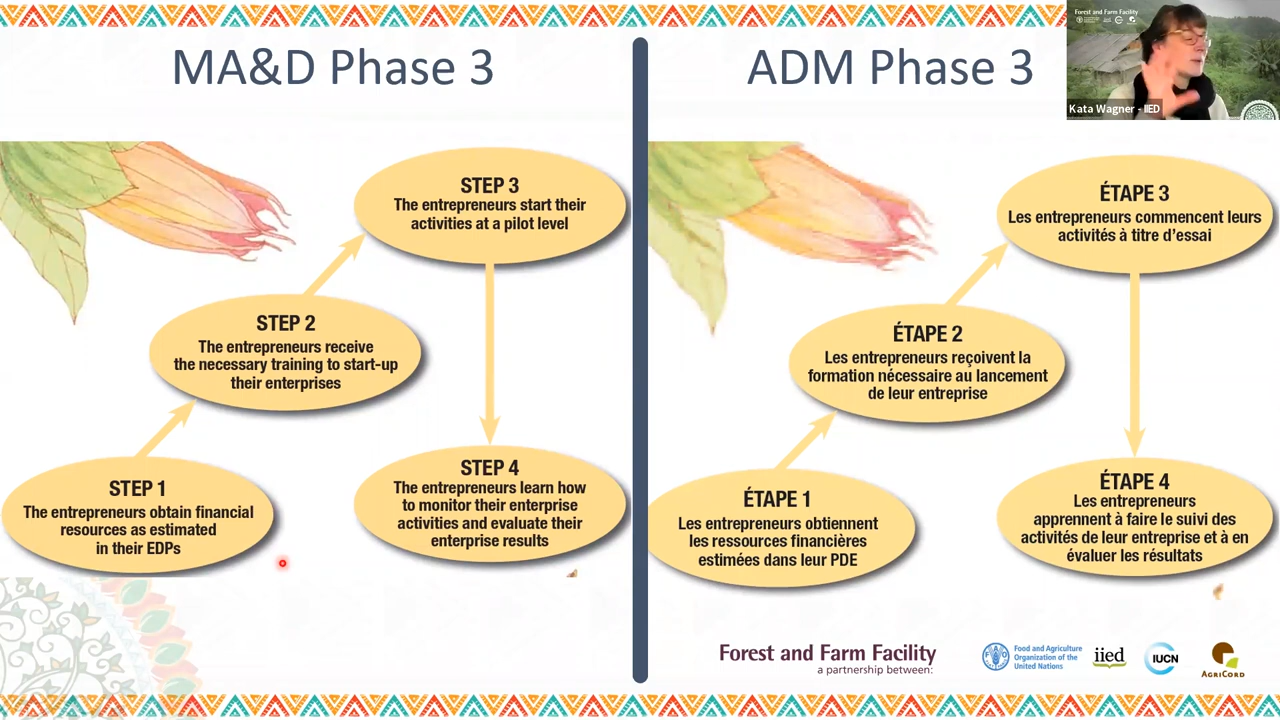 MA&D Phase 3
STEP 1
The entrepreneurs obtain financial
resources as estimated
in their EDPs
STEP 2
The entrepreneurs receive
the necessary training to start-up
their enterprises
STEP 3
The entrepreneurs start their
activities at a pilot level
STEP 4
The entrepreneurs learn how
to monitor their enterprise
activities and evaluate their
enterprise results
ADM Phase 3
ÉTAPE 1
Les entrepreneurs obtiennent
les ressources financières
estimées dans leur PDE
ÉTAPE 2
Les entrepreneurs reçoivent la
formation nécessaire au lancement
de leur entreprise
ÉTAPE 3
Les entrepreneurs commencent leurs
activités à titre d'essai
ÉTAPE 4
Les entrepreneurs
apprennent à faire le suivi des
activités de leur entreprise et à en
évaluer les résultats
Forest and Farm Facility
Kata Wagner - IIED
Forest and Farm Facility
a partnership between:
Food and Agriculture
Organization of the
United Nations
iied
IUCN
AGRICORD